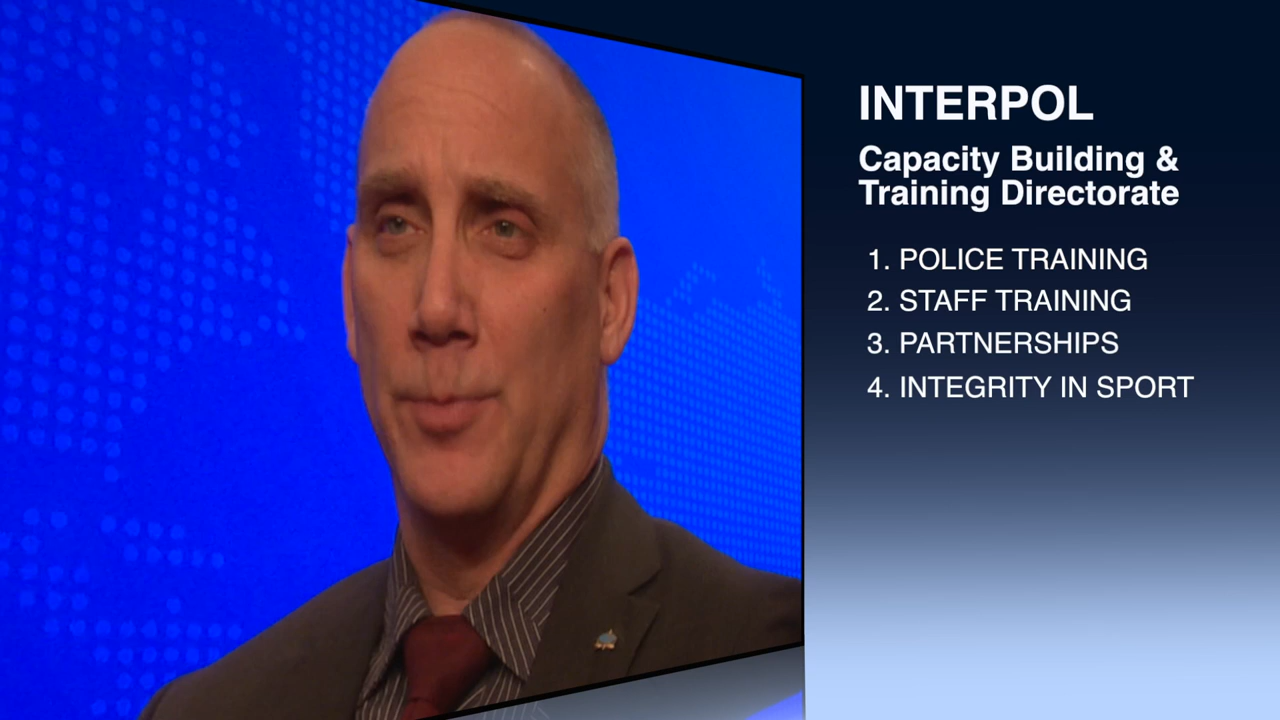 INTERPOL
Capacity Building &
Training Directorate
1. POLICE TRAINING
2. STAFF TRAINING
3. PARTNERSHIPS
4. INTEGRITY IN SPORT